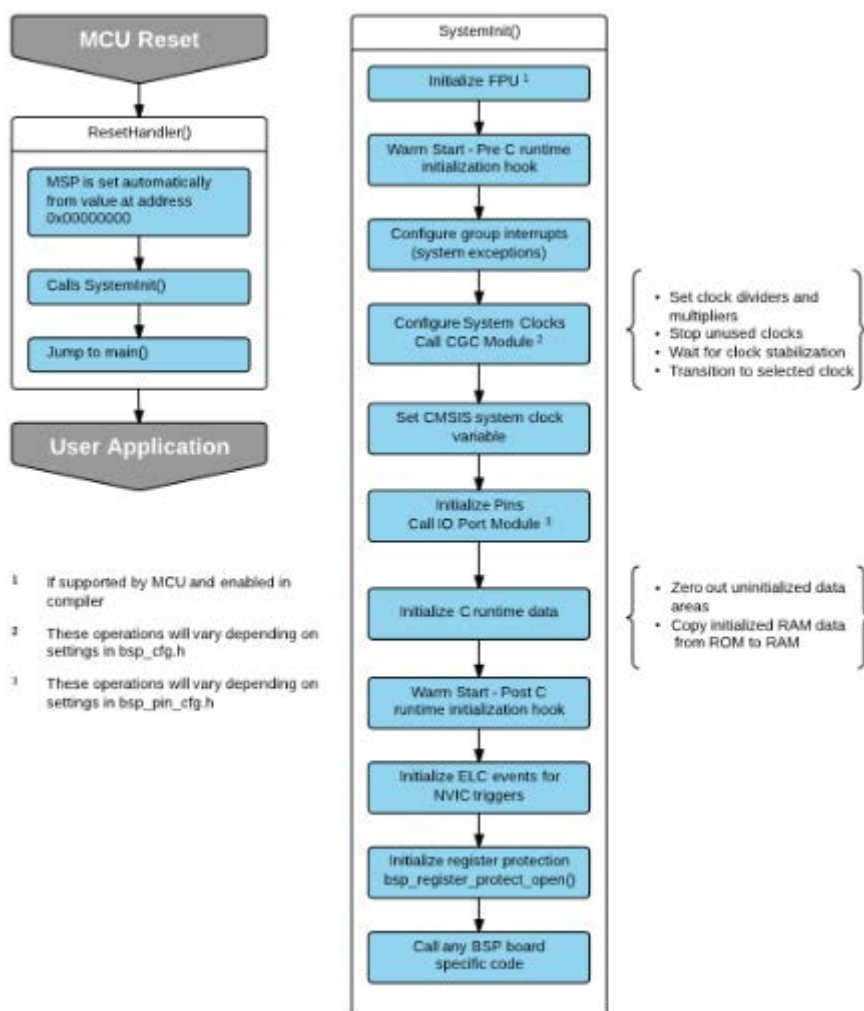 MCU Reset
ResetHandler()
MSP is set automatically
from value at address
0x00000000
Calls SystemInit()
Jump to main()
User Application
1 If supported by MCU and enabled in
compiler
2 These operations will vary depending on
settings in bsp_cfg.h
3 These operations will vary depending on
settings in bsp_pin_cfg.h
SystemInit()
Initialize FPU 1
Warm Start - Pre C runtime
initialization hook
Configure group interrupts
(system exceptions)
Configure System Clocks
Call CGC Module 2
Set CMSIS system clock
variable
Initialize Pins
Call IO Port Module 3
Initialize C runtime data
Warm Start - Post C
runtime initialization hook
Initialize ELC events for
NVIC triggers
Initialize register protection
bsp_register_protect_open()
Call any BSP board
specific code
• Set clock dividers and
multipliers
• Stop unused clocks
• Wait for clock stabilization
• Transition to selected clock
• Zero out uninitialized data
areas
• Copy initialized RAM data
from ROM to RAM